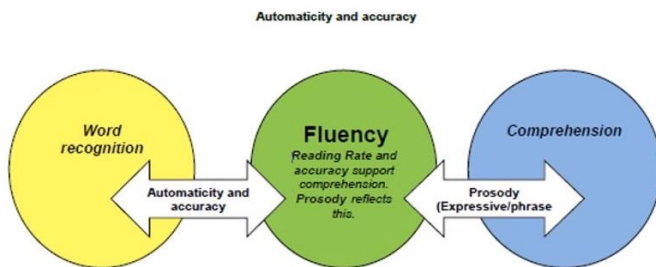 Automaticity and accuracy
Word
recognition
Automaticity and
accuracy
Fluency
Reading Rate and
accuracy support
comprehension.
Prosody reflects
this.
Comprehension
Prosody
(Expressive/phrase